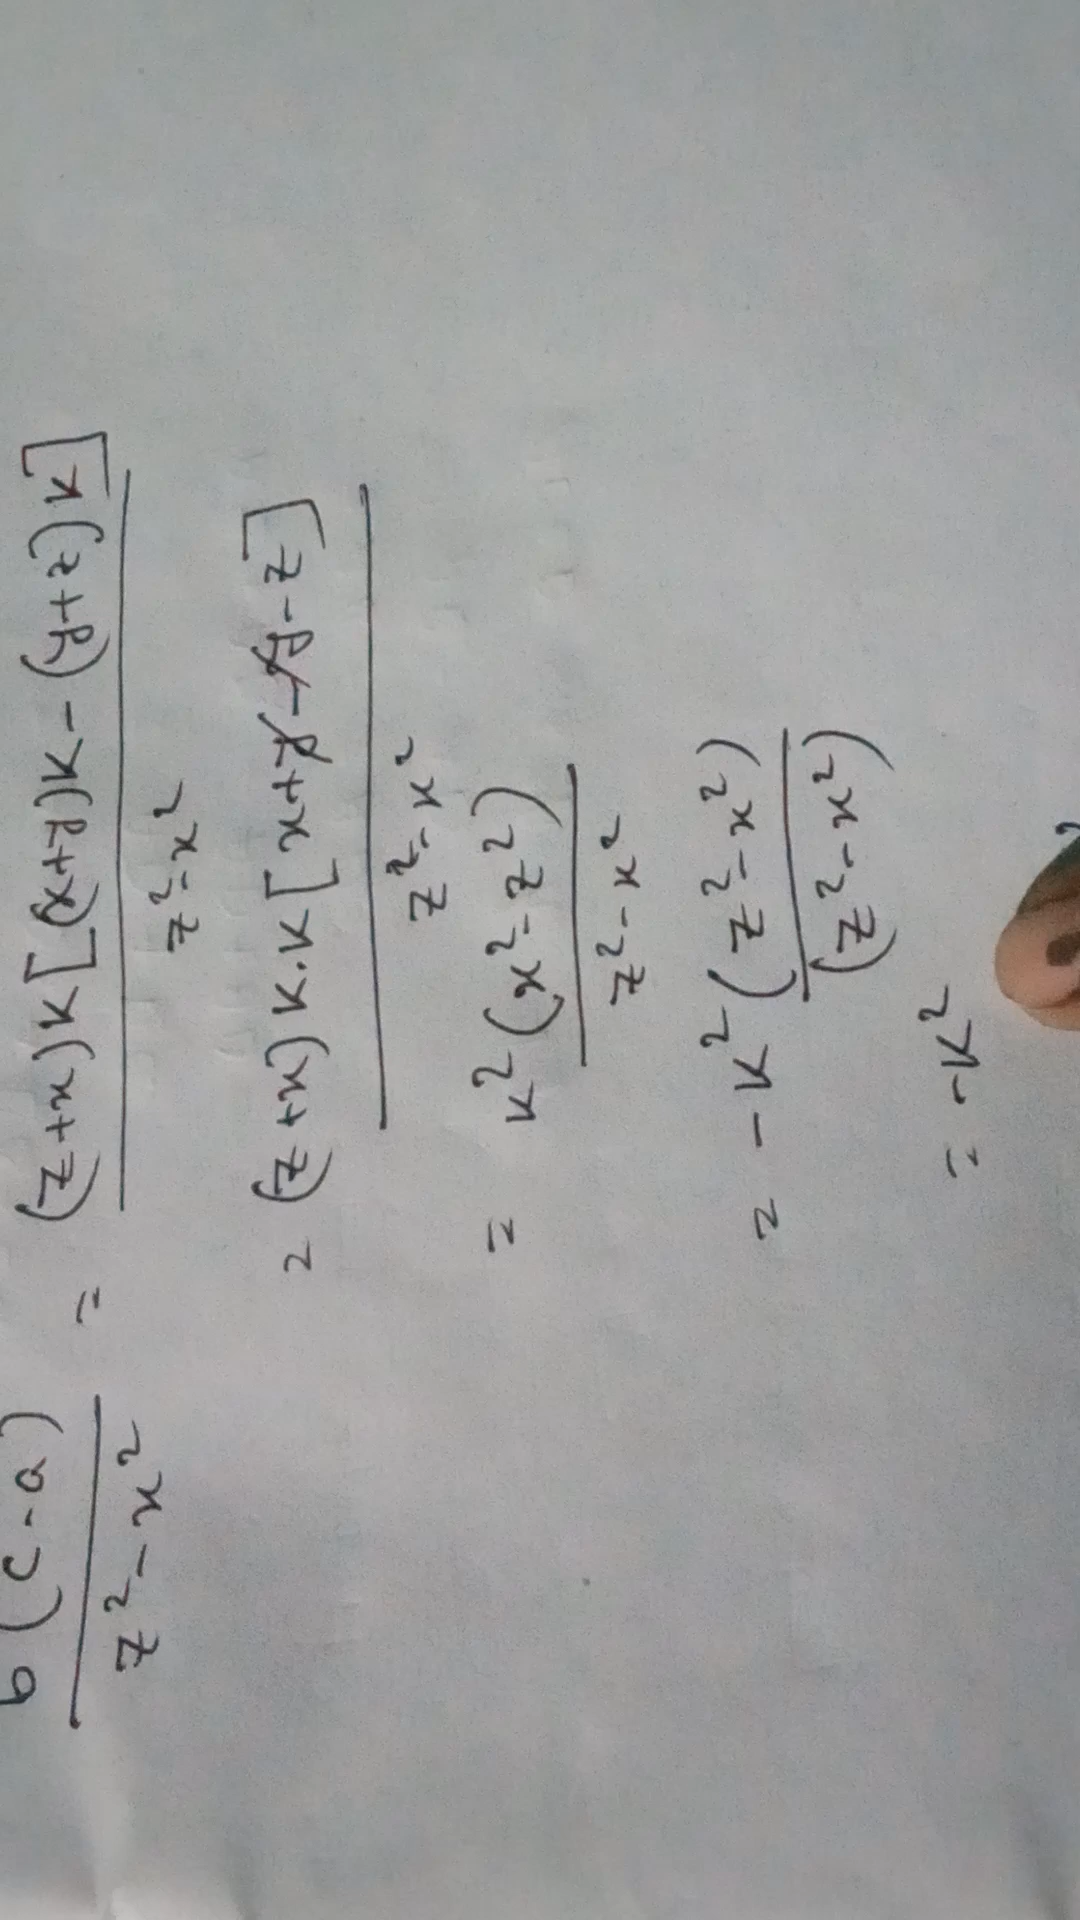 b(c-a)/z²-x² = (z+x)k[(x+y)k-(y+z)k]/z²-x²
= (z+x)k.k[x+y-y-z]/z²-x²
= k²(x²-z²)/z²-x²
= -k²(z²-x²)/(z²-x²)
= -k²